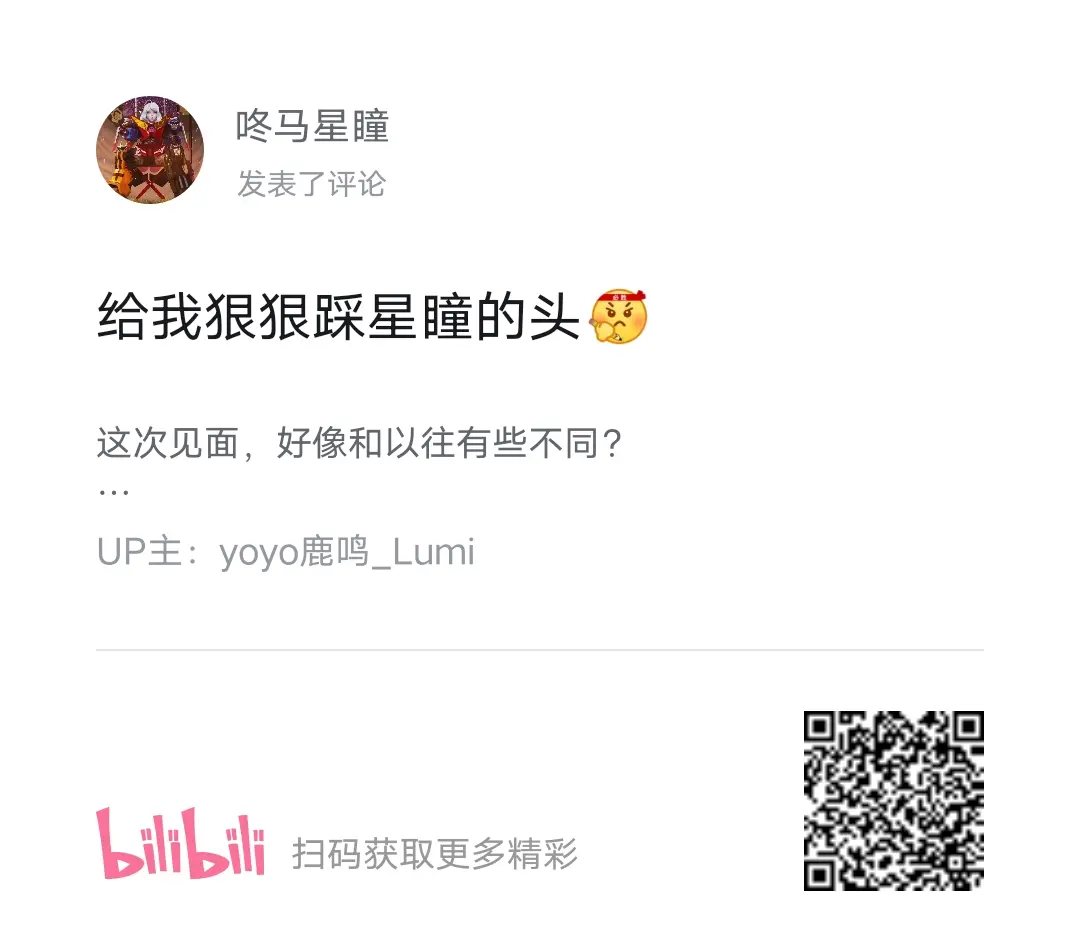 咚马星瞳
发表了评论
给我狠狠踩星瞳的头
这次见面，好像和以往有些不同？
...
UP主：yoyo鹿鸣_Lumi
bilibili 扫码获取更多精彩